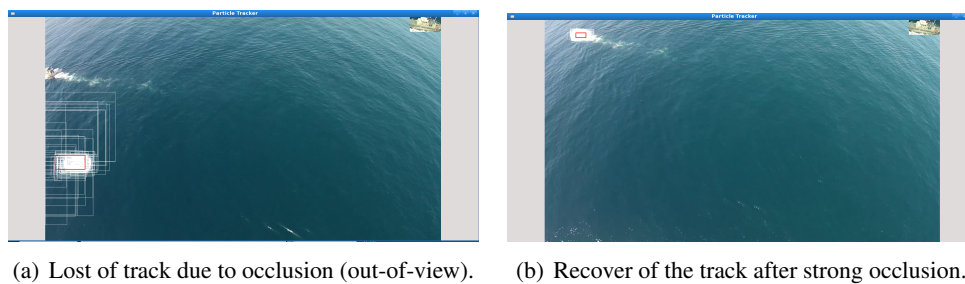 Particle Tracker
Particle Tracker
(a) Lost of track due to occlusion (out-of-view).
(b) Recover of the track after strong occlusion.